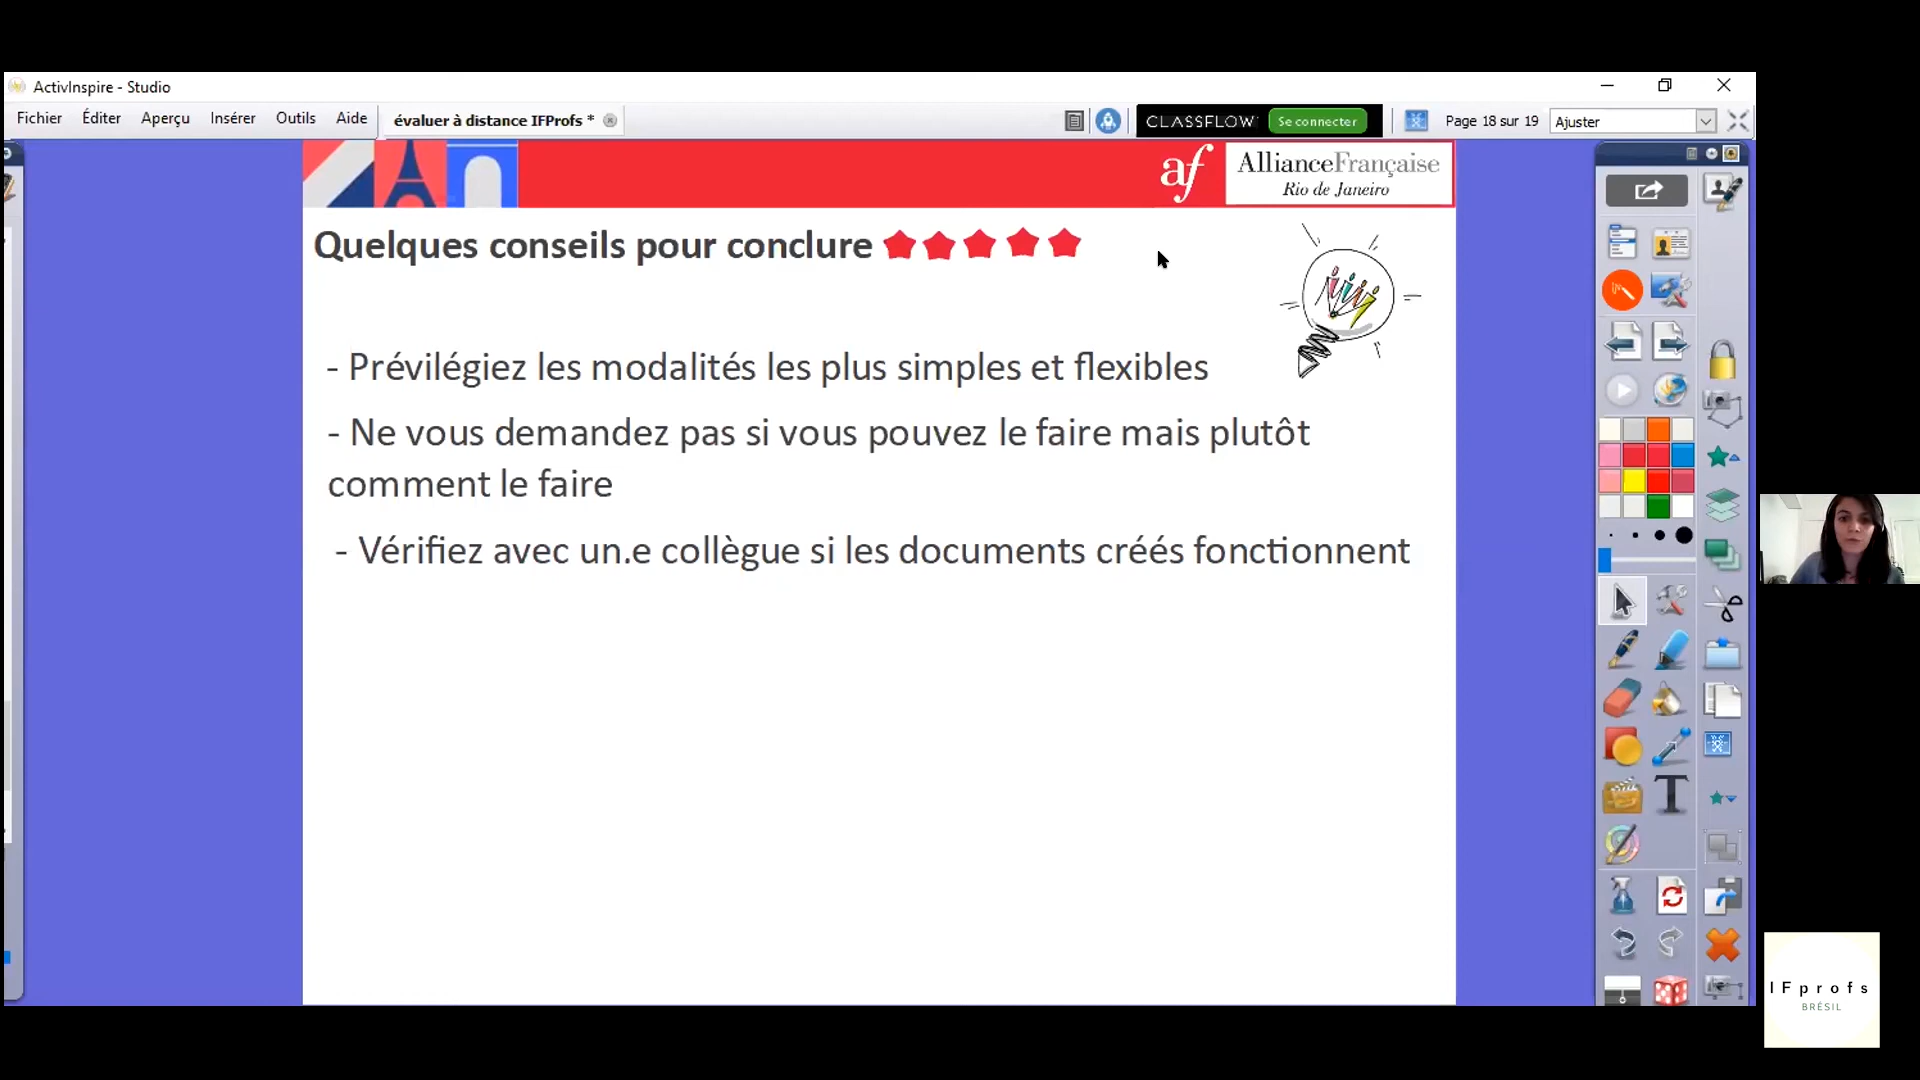 ActivInspire - Studio
Fichier Éditer Aperçu Insérer Outils Aide
évaluer à distance IFProfs *
CLASSFLOW Se connecter
Page 18 sur 19
Ajuster
af AllianceFrançaise
Rio de Janeiro
Quelques conseils pour conclure
- Prévilégiez les modalités les plus simples et flexibles
- Ne vous demandez pas si vous pouvez le faire mais plutôt
comment le faire
- Vérifiez avec un.e collègue si les documents créés fonctionnent
IFprofs
BRÉSIL